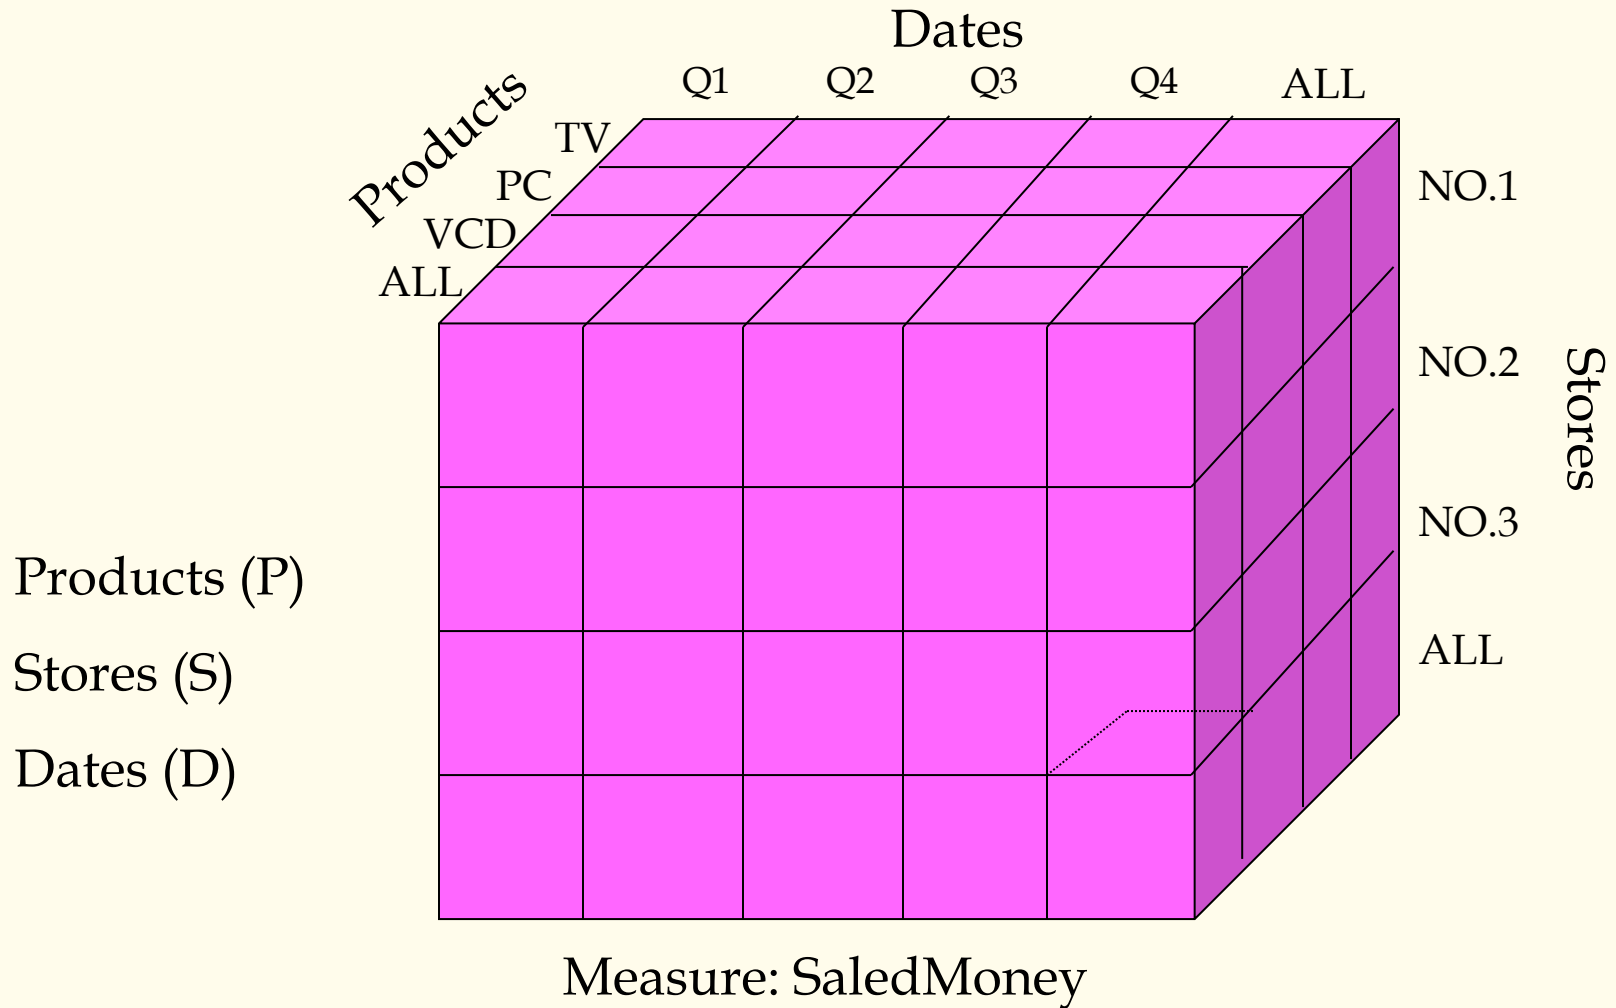 Dates
Q1 Q2 Q3 Q4 ALL
Products
TV
PC
VCD
ALL
NO.1
NO.2
NO.3
ALL
Stores
Products (P)
Stores (S)
Dates (D)
Measure: SaledMoney